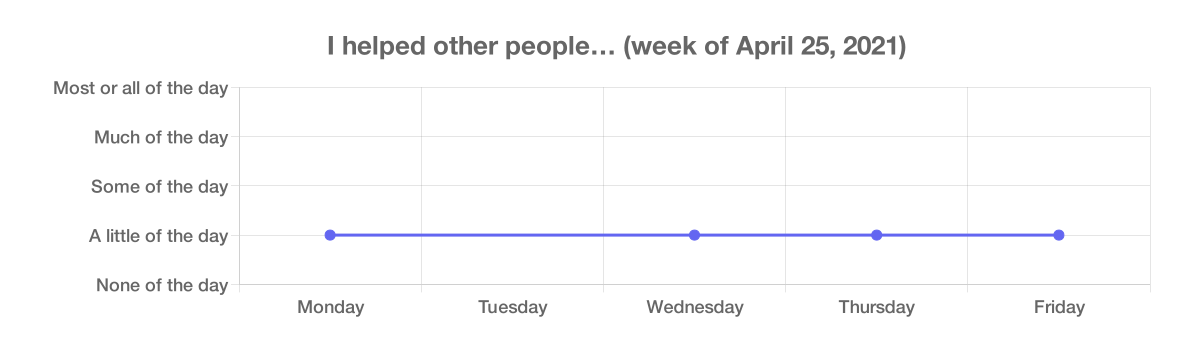 I helped other people… (week of April 25, 2021)
Most or all of the day
Much of the day
Some of the day
A little of the day
None of the day
Monday Tuesday Wednesday Thursday Friday